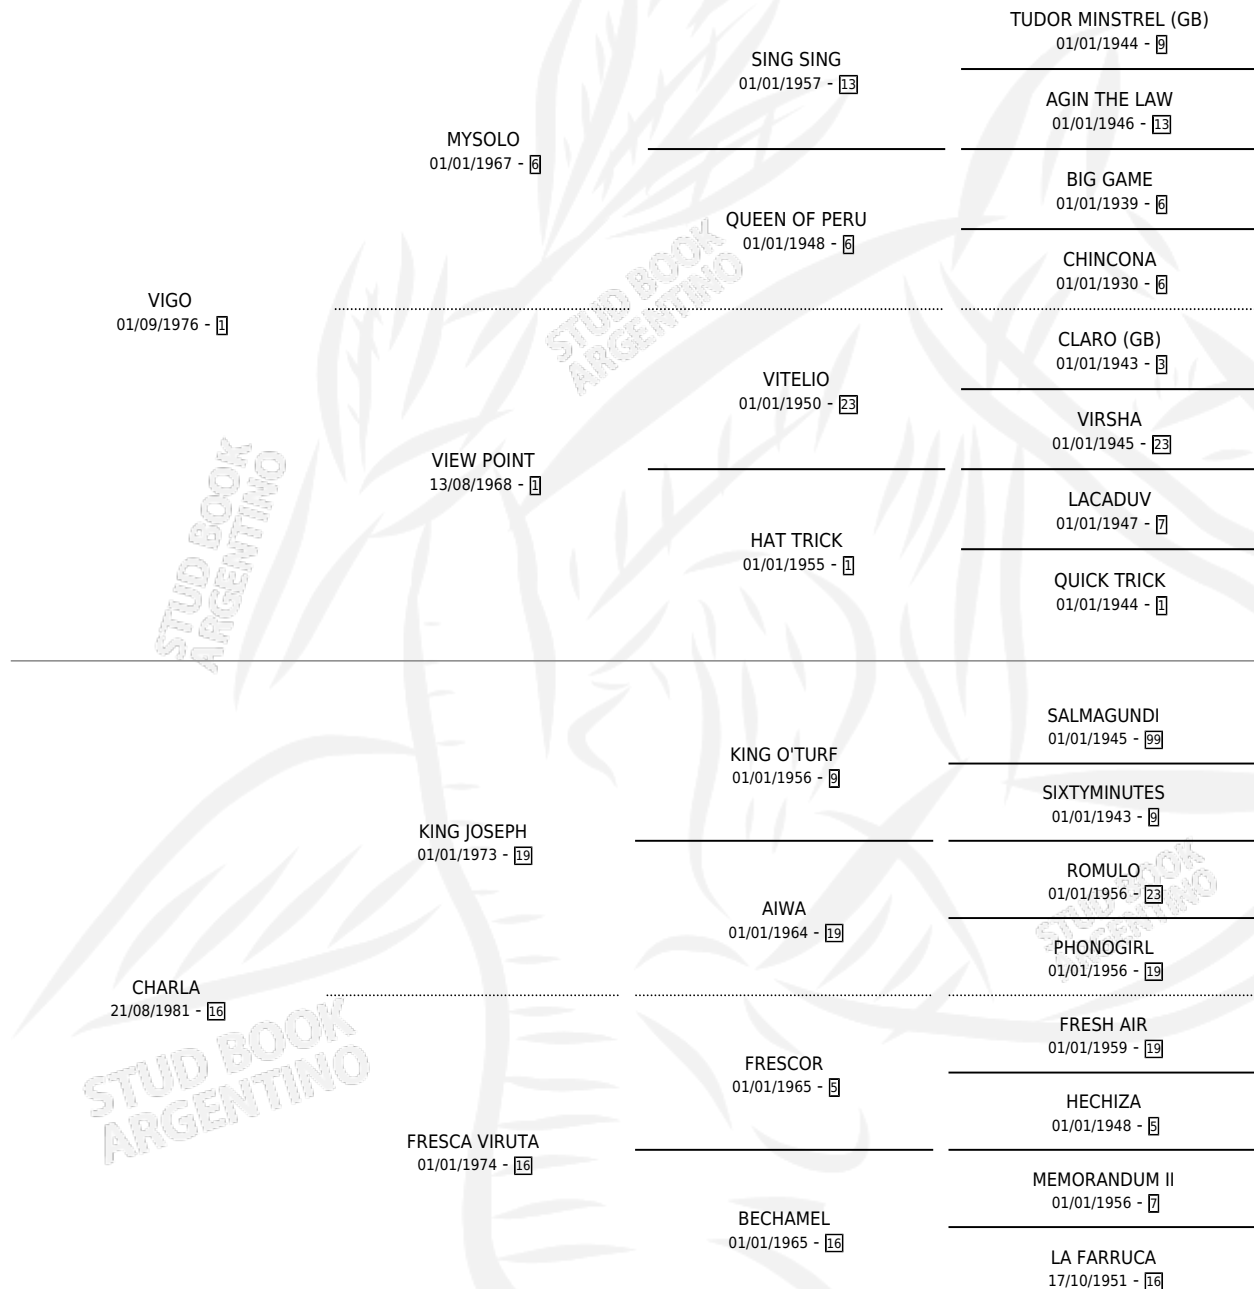 TUDOR MINSTREL (GB)
01/01/1944 - 9
SING SING
01/01/1957 - 13
AGIN THE LAW
01/01/1946 - 13
MYSOLO
01/01/1967 - 6
BIG GAME
01/01/1939 - 6
QUEEN OF PERU
01/01/1948 - 6
CHINCONA
01/01/1930 - 6
VIGO
01/09/1976 - 1
CLARO (GB)
01/01/1943 - 3
VITELIO
01/01/1950 - 23
VIRSHA
01/01/1945 - 23
VIEW POINT
13/08/1968 - 1
LACADUV
01/01/1947 - 7
HAT TRICK
01/01/1955 - 1
QUICK TRICK
01/01/1944 - 1
SALMAGUNDI
01/01/1945 - 99
KING O'TURF
01/01/1956 - 9
SIXTYMINUTES
01/01/1943 - 9
KING JOSEPH
01/01/1973 - 19
ROMULO
01/01/1956 - 23
AIWA
01/01/1964 - 19
PHONOGIRL
01/01/1956 - 19
CHARLA
21/08/1981 - 16
FRESH AIR
01/01/1959 - 19
FRESCOR
01/01/1965 - 5
HECHIZA
01/01/1948 - 5
FRESCA VIRUTA
01/01/1974 - 16
MEMORANDUM II
01/01/1956 - 7
BECHAMEL
01/01/1965 - 16
LA FARRUCA
17/10/1951 - 16
STUD BOOK
ARGENTINO
STUD BOOK
ARGENTINO
STUD BOOK
ARGENTINO
STUD BOOK
ARGENTINO